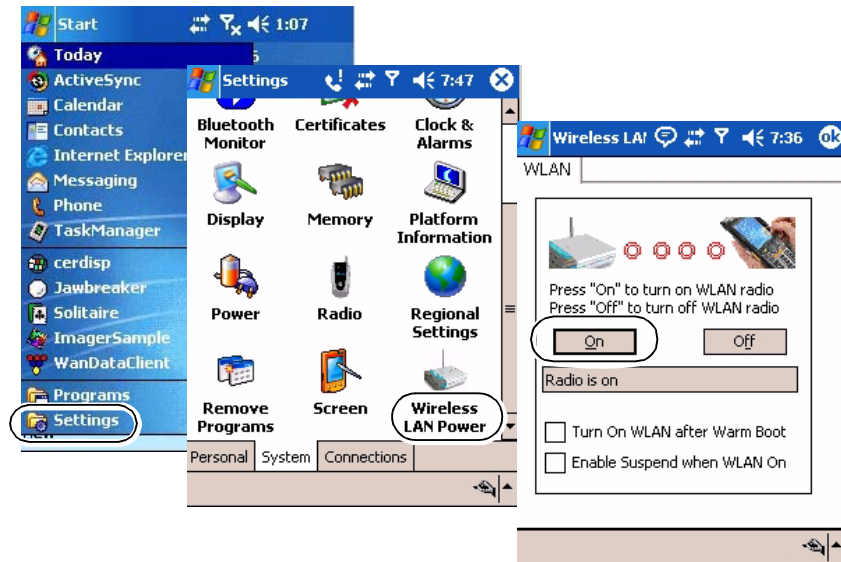 Start 1:07
Today
ActiveSync
Calendar
Contacts
Internet Explorer
Messaging
Phone
TaskManager
cerdisp
Jawbreaker
Solitaire
ImagerSample
WanDataClient
Programs
Settings
Settings 7:47
Bluetooth Monitor
Certificates
Clock & Alarms
Display
Memory
Platform Information
Power
Radio
Regional Settings
Remove Programs
Screen
Wireless LAN Power
Personal System Connections
Wireless LA 7:36 ok
WLAN
Press "On" to turn on WLAN radio
Press "Off" to turn off WLAN radio
On Off
Radio is on
Turn On WLAN after Warm Boot
Enable Suspend when WLAN On